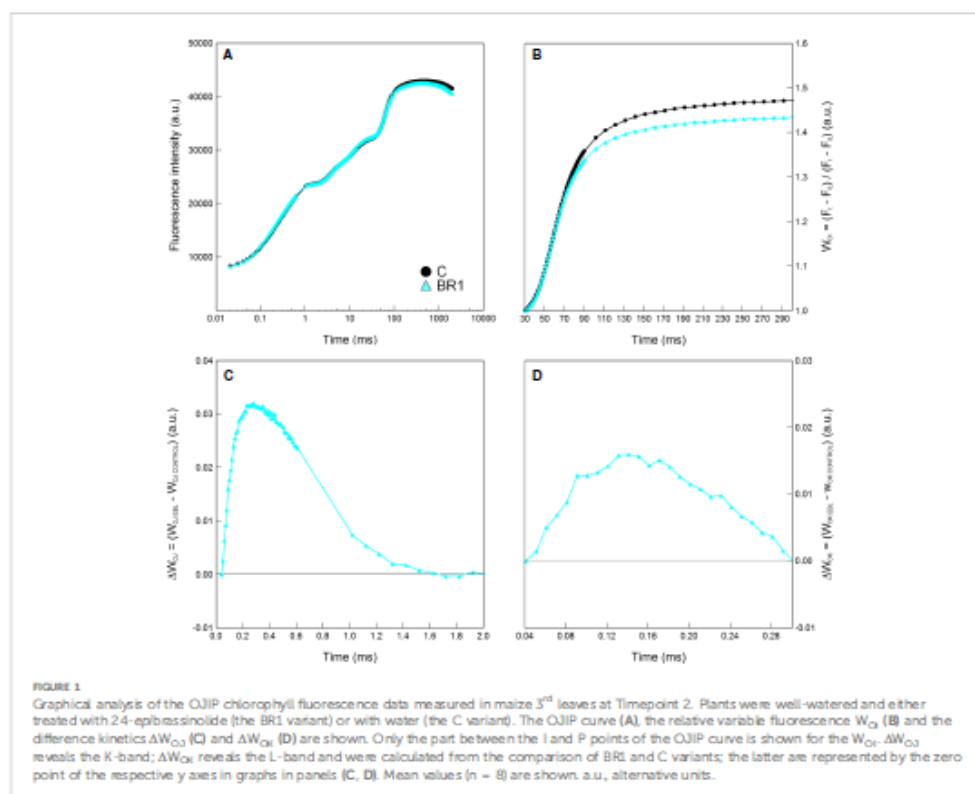 A
B
C
D
50000
40000
30000
20000
10000
Fluorescence intensity (a.u.)
C
BR1
0.01 0.1 1 10 100 1000 10000
Time (ms)
1.6
1.5
1.4
1.3
1.2
1.1
1.0
30 50 70 90 110 130 150 170 190 210 230 250 270 290
Time (ms)
0.04
0.03
0.02
0.01
0.00
-0.01
0.0 0.2 0.4 0.6 0.8 1.0 1.2 1.4 1.6 1.8 2.0
Time (ms)
0.03
0.02
0.01
0.00
-0.01
0.04 0.08 0.12 0.16 0.20 0.24 0.28
Time (ms)
FIGURE 1
Graphical analysis of the OJIP chlorophyll fluorescence data measured in maize 3rd leaves at Timepoint 2. Plants were well-watered and either
treated with 24-epibrassinolide (the BR1 variant) or with water (the C variant). The OJIP curve (A), the relative variable fluorescence WOI (B) and the
difference kinetics ΔWOJ (C) and ΔWOK (D) are shown. Only the part between the I and P points of the OJIP curve is shown for the WOI. ΔWOJ
reveals the K-band; ΔWOK reveals the L-band and were calculated from the comparison of BR1 and C variants; the latter are represented by the zero
point of the respective y axes in graphs in panels (C, D). Mean values (n = 8) are shown. a.u., alternative units.